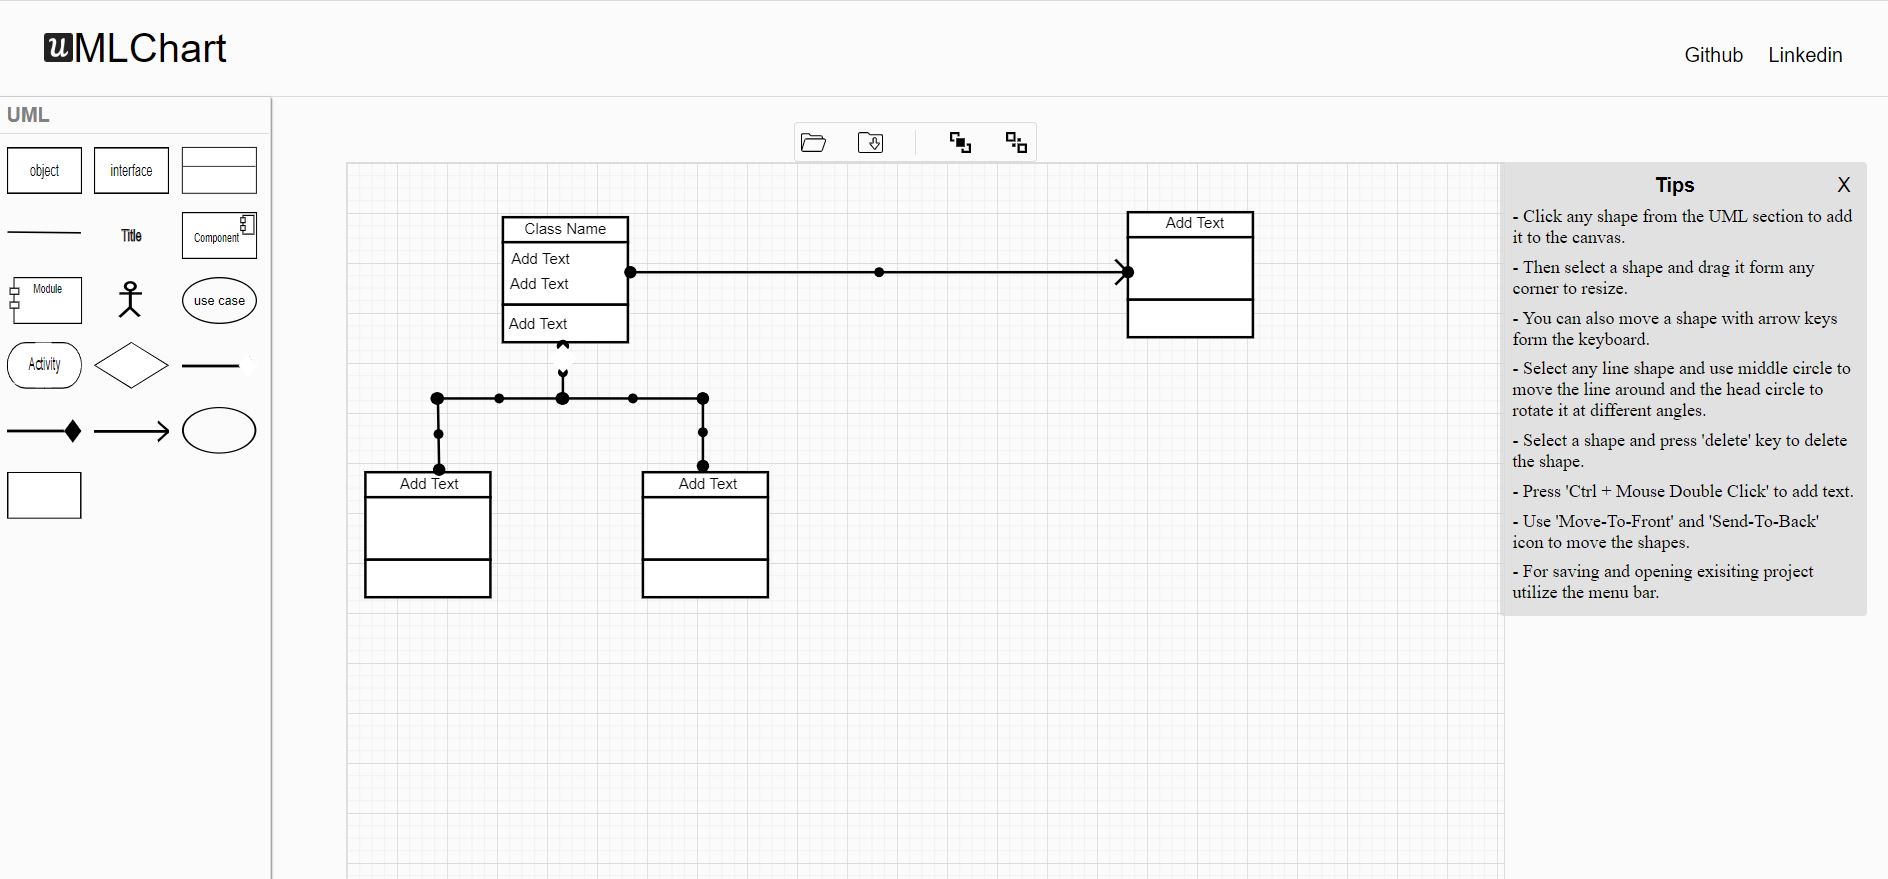 uMLChart
Github Linkedin
UML
object
interface
Title
Component
Module
use case
Activity
Class Name
Add Text
Add Text
Add Text
Add Text
Add Text
Add Text
Tips
X
- Click any shape from the UML section to add
it to the canvas.
- Then select a shape and drag it form any
corner to resize.
- You can also move a shape with arrow keys
form the keyboard.
- Select any line shape and use middle circle to
move the line around and the head circle to
rotate it at different angles.
- Select a shape and press 'delete' key to delete
the shape.
- Press 'Ctrl + Mouse Double Click' to add text.
- Use 'Move-To-Front' and 'Send-To-Back'
icon to move the shapes.
- For saving and opening exisiting project
utilize the menu bar.